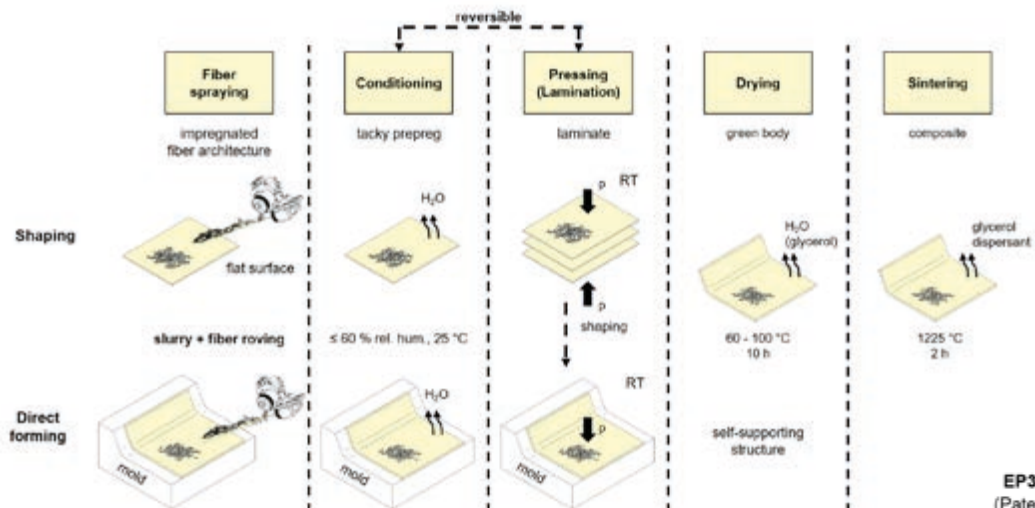 reversible
Fiber
spraying
Conditioning
Pressing
(Lamination)
Drying
Sintering
impregnated
fiber architecture
tacky prepreg
laminate
green body
composite
Shaping
flat surface
H₂O
p
RT
p
shaping
H₂O
(glycerol)
glycerol
dispersant
slurry + fiber roving
≤ 60 % rel. hum., 25 °C
60 - 100 °C
10 h
1225 °C
2 h
Direct
forming
mold
H₂O
mold
RT
p
mold
self-supporting
structure
EP3
(Pate